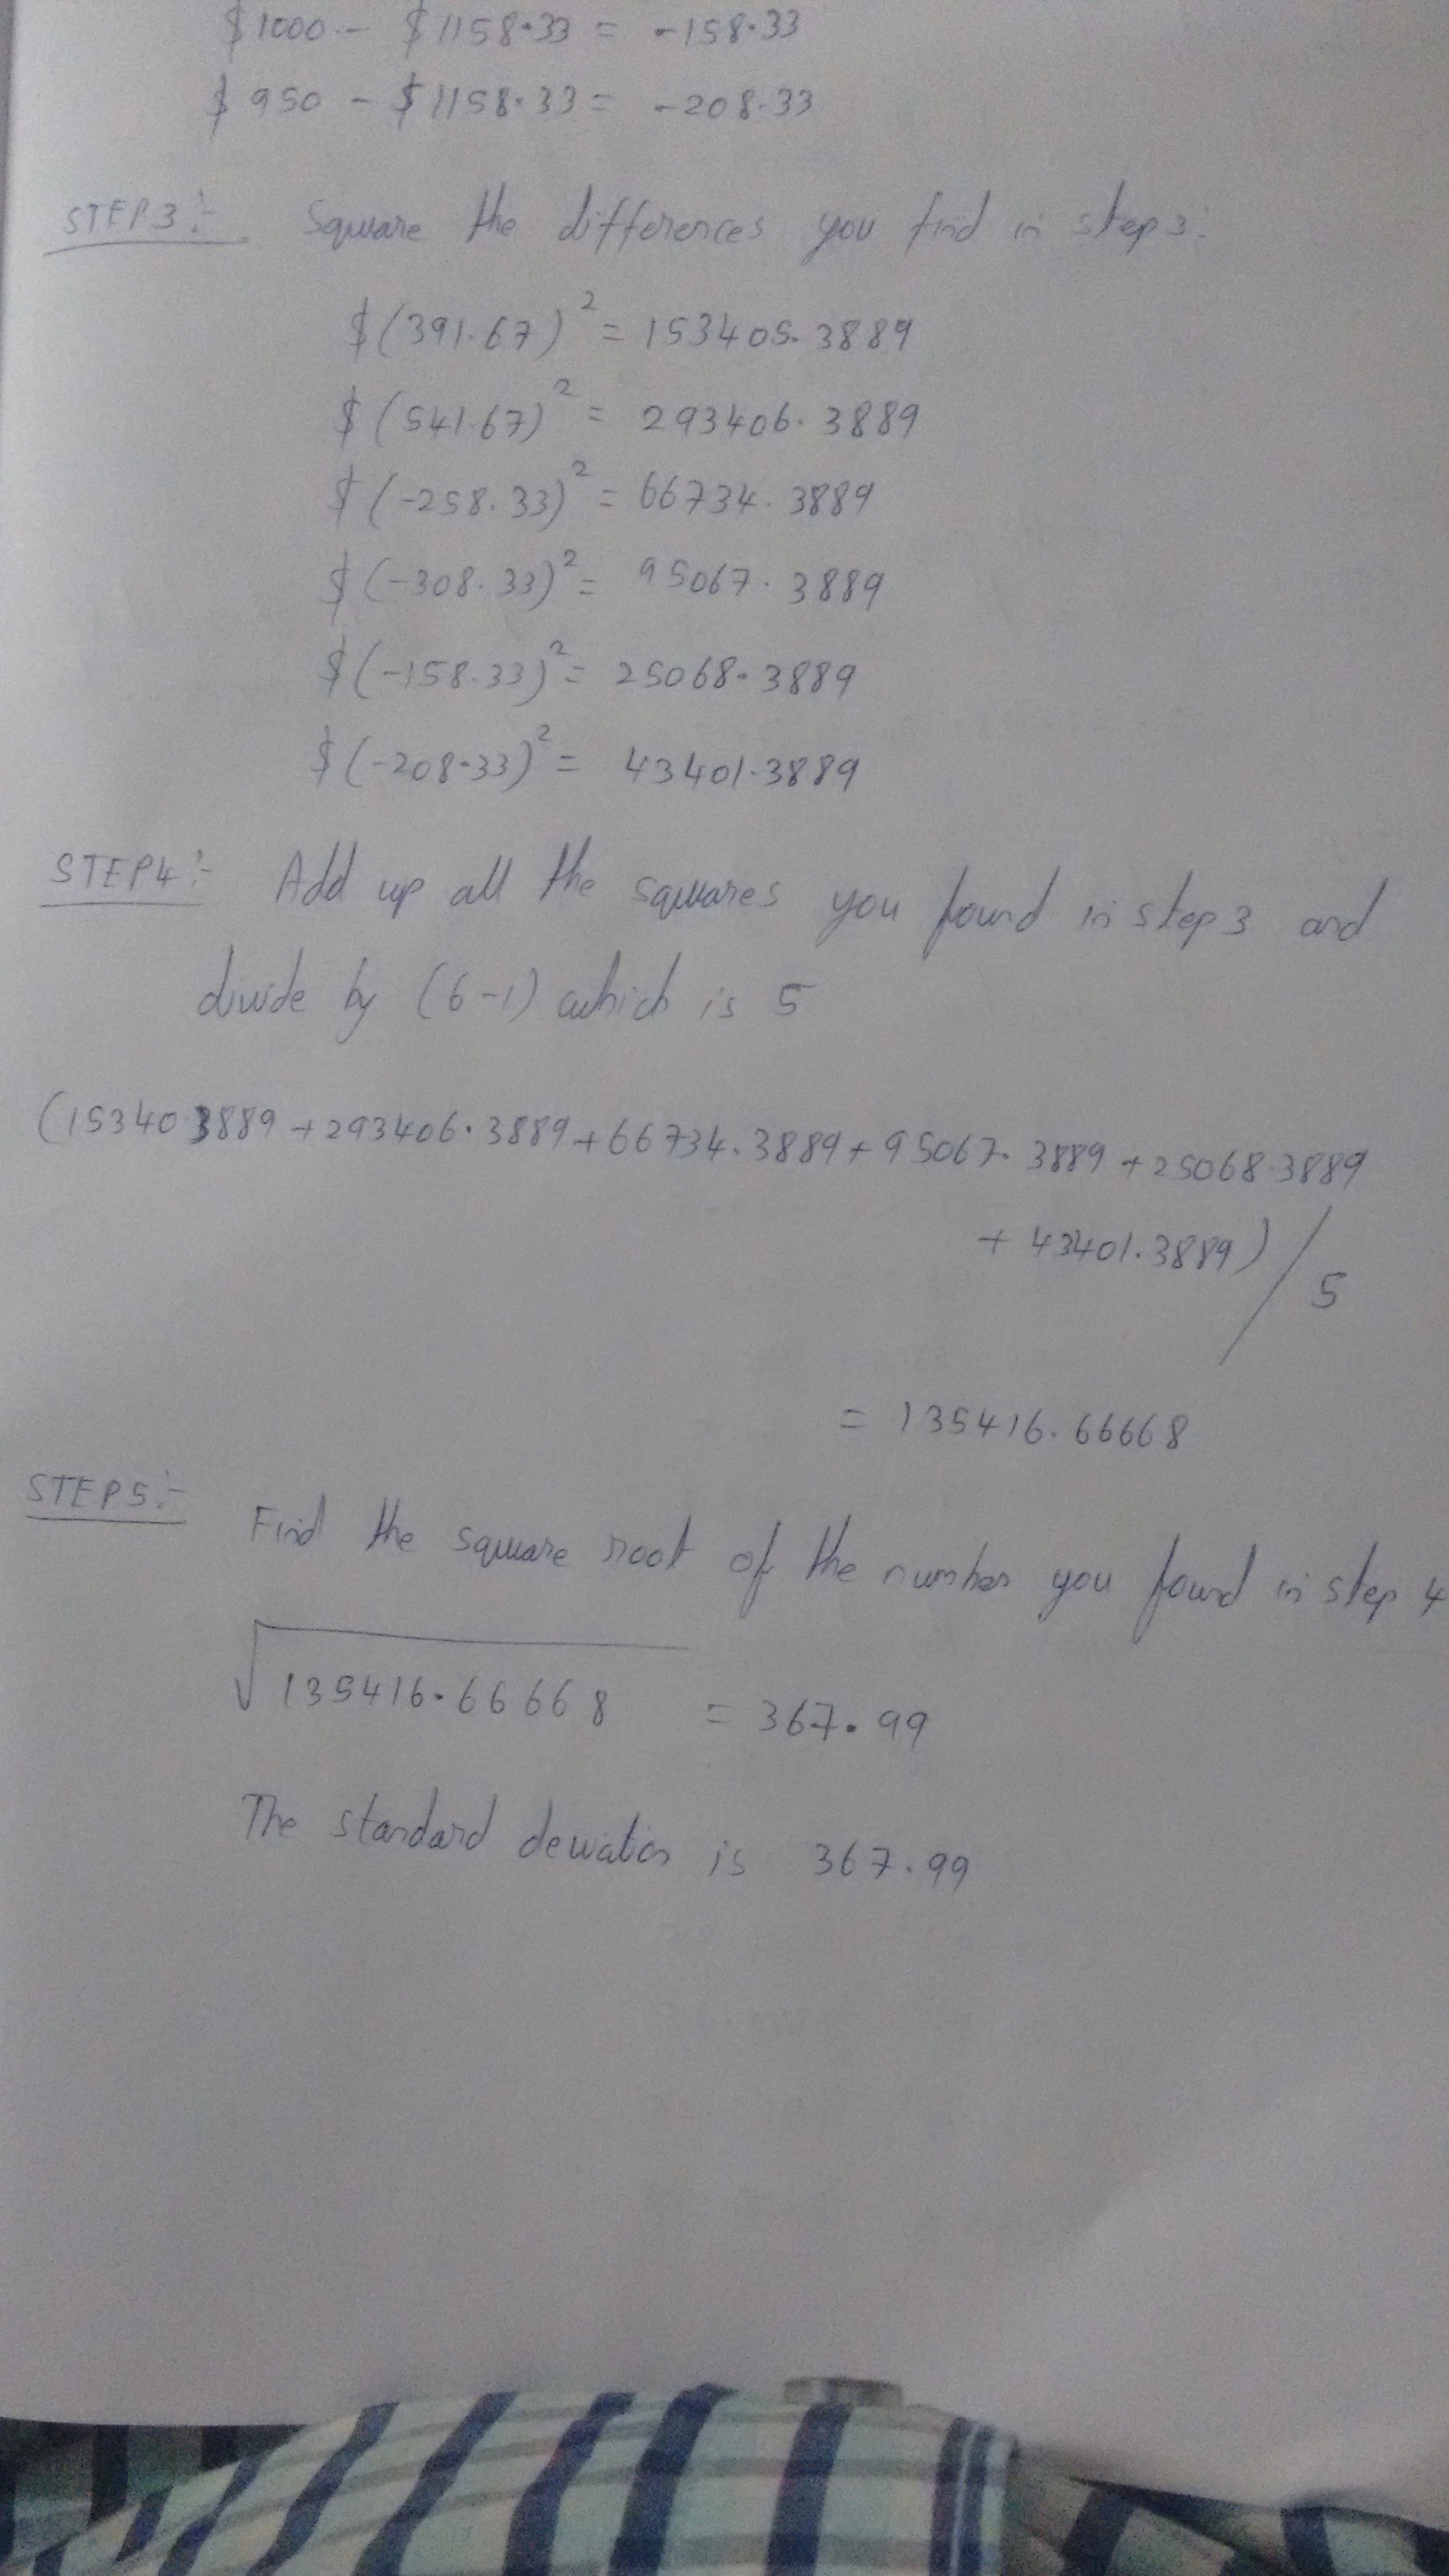 $1000 - $1158.33 = -158.33
$950 - $1158.33 = -208.33
STEP3:- Square the differences you find in step 3:
$(391.67)² = 153405.3889
$(541.67)² = 293406.3889
$(-258.33)² = 66734.3889
$(-308.33)² = 95067.3889
$(-158.33)² = 25068.3889
$(-208.33)² = 43401.3889
STEP4:- Add up all the squares you found in step 3 and
divide by (6-1) which is 5
(15340.3889 + 293406.3889 + 66734.3889 + 95067.3889 + 25068.3889
+ 43401.3889) / 5
= 135416.66668
STEP5:- Find the square root of the number you found in step 4
√135416.66668 = 367.99
The standard deviation is 367.99